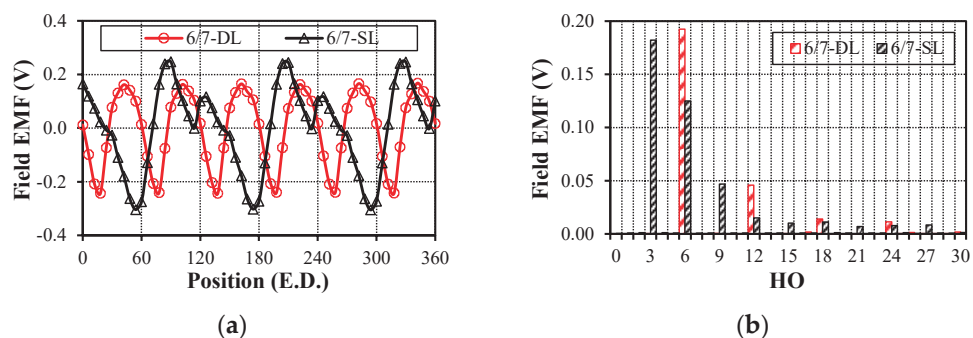 6/7-DL 6/7-SL
Field EMF (V)
0.4
0.2
0.0
-0.2
-0.4
0 60 120 180 240 300 360
Position (E.D.)
(a)
6/7-DL 6/7-SL
Field EMF (V)
0.20
0.15
0.10
0.05
0.00
0 3 6 9 12 15 18 21 24 27 30
HO
(b)